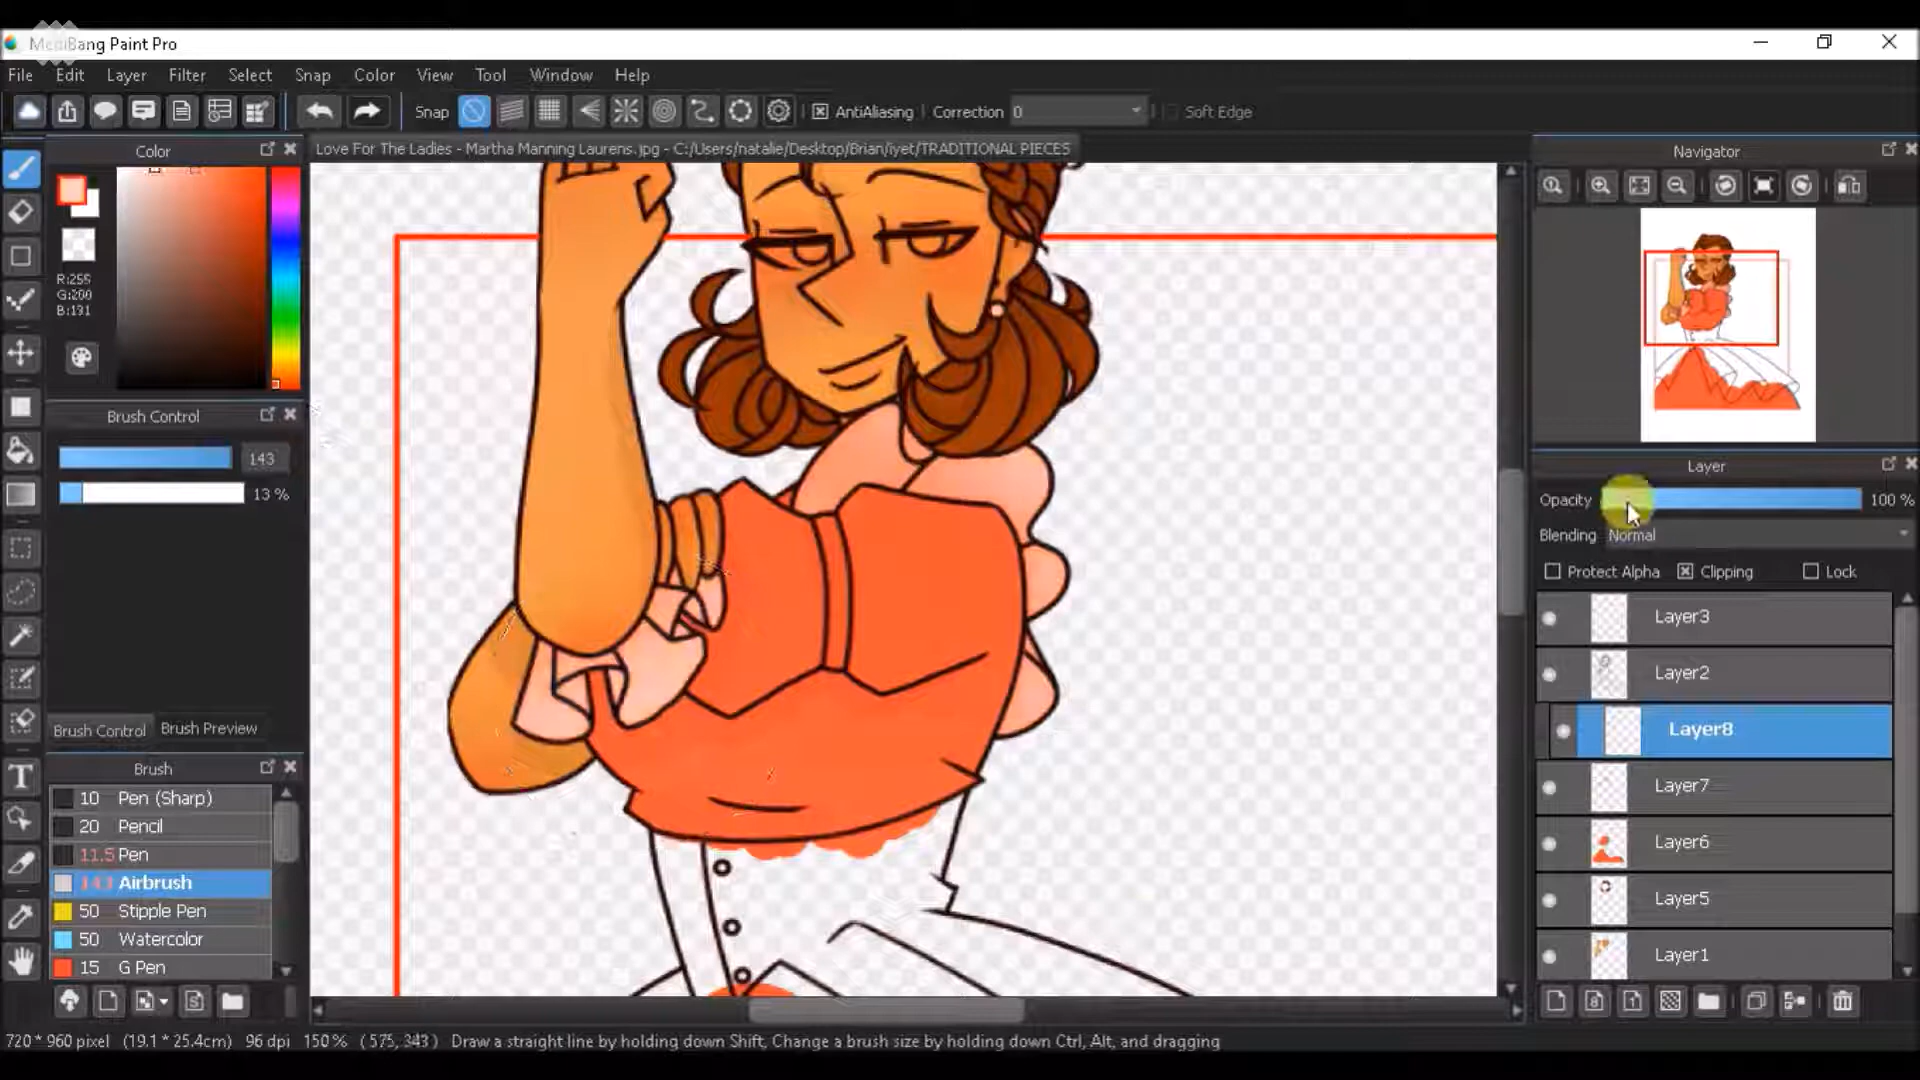 MediBang Paint Pro
File Edit Layer Filter Select Snap Color View Tool Window Help
Snap AntiAliasing Correction 0 Soft Edge
Color
Love For The Ladies - Martha Manning Laurens.jpg - C:/Users/natalie/Desktop/Brian/iyet/TRADITIONAL PIECES
Navigator
R:255
G:200
B:191
Brush Control
143
13 %
Brush Control Brush Preview
Brush
10 Pen (Sharp)
20 Pencil
11.5 Pen
143 Airbrush
50 Stipple Pen
50 Watercolor
15 G Pen
Layer
Opacity 100 %
Blending Normal
Protect Alpha Clipping Lock
Layer3
Layer2
Layer8
Layer7
Layer6
Layer5
Layer1
720 * 960 pixel (19.1 * 25.4cm) 96 dpi 150 % ( 575, 343 ) Draw a straight line by holding down Shift, Change a brush size by holding down Ctrl, Alt, and dragging